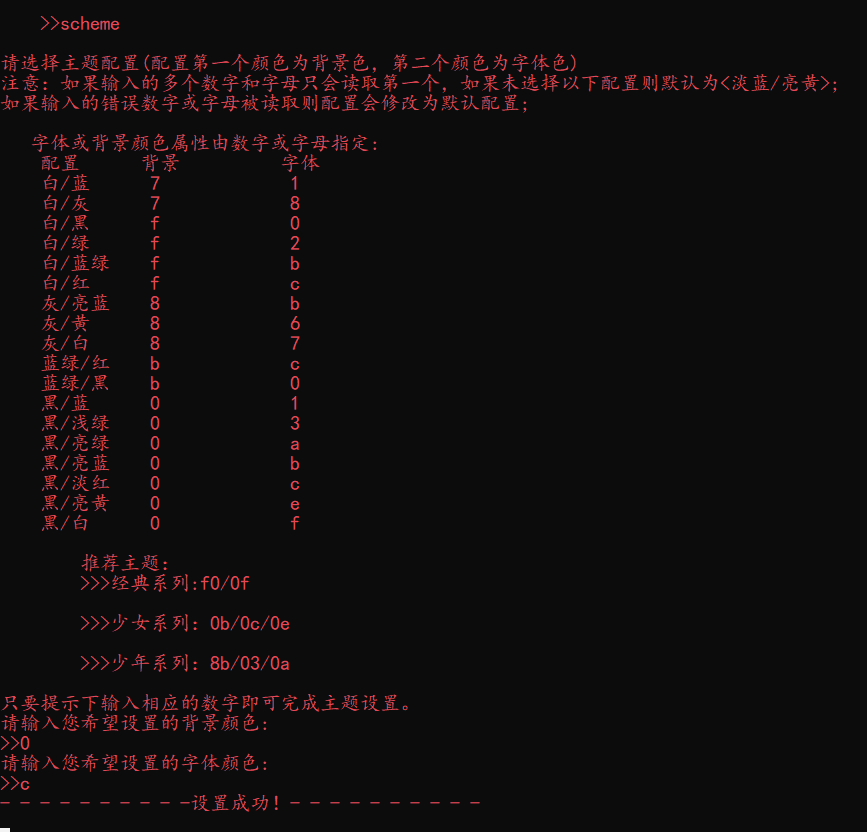 >>scheme
请选择主题配置(配置第一个颜色为背景色, 第二个颜色为字体色)
注意: 如果输入的多个数字和字母只会读取第一个, 如果未选择以下配置则默认为<淡蓝/亮黄>;
如果输入的错误数字或字母被读取则配置会修改为默认配置;
字体或背景颜色属性由数字或字母指定:
配置 背景 字体
白/蓝 7 1
白/灰 7 8
白/黑 f 0
白/绿 f 2
白/蓝绿 f b
白/红 f c
灰/亮蓝 8 b
灰/黄 8 6
灰/白 8 7
蓝绿/红 b c
蓝绿/黑 b 0
黑/蓝 0 1
黑/浅绿 0 3
黑/亮绿 0 a
黑/亮蓝 0 b
黑/淡红 0 c
黑/亮黄 0 e
黑/白 0 f
推荐主题:
>>>经典系列:f0/0f
>>>少女系列: 0b/0c/0e
>>>少年系列: 8b/03/0a
只要提示下输入相应的数字即可完成主题设置。
请输入您希望设置的背景颜色:
>>0
请输入您希望设置的字体颜色:
>>c
- - - - - - - - - -设置成功! - - - - - - - - - -